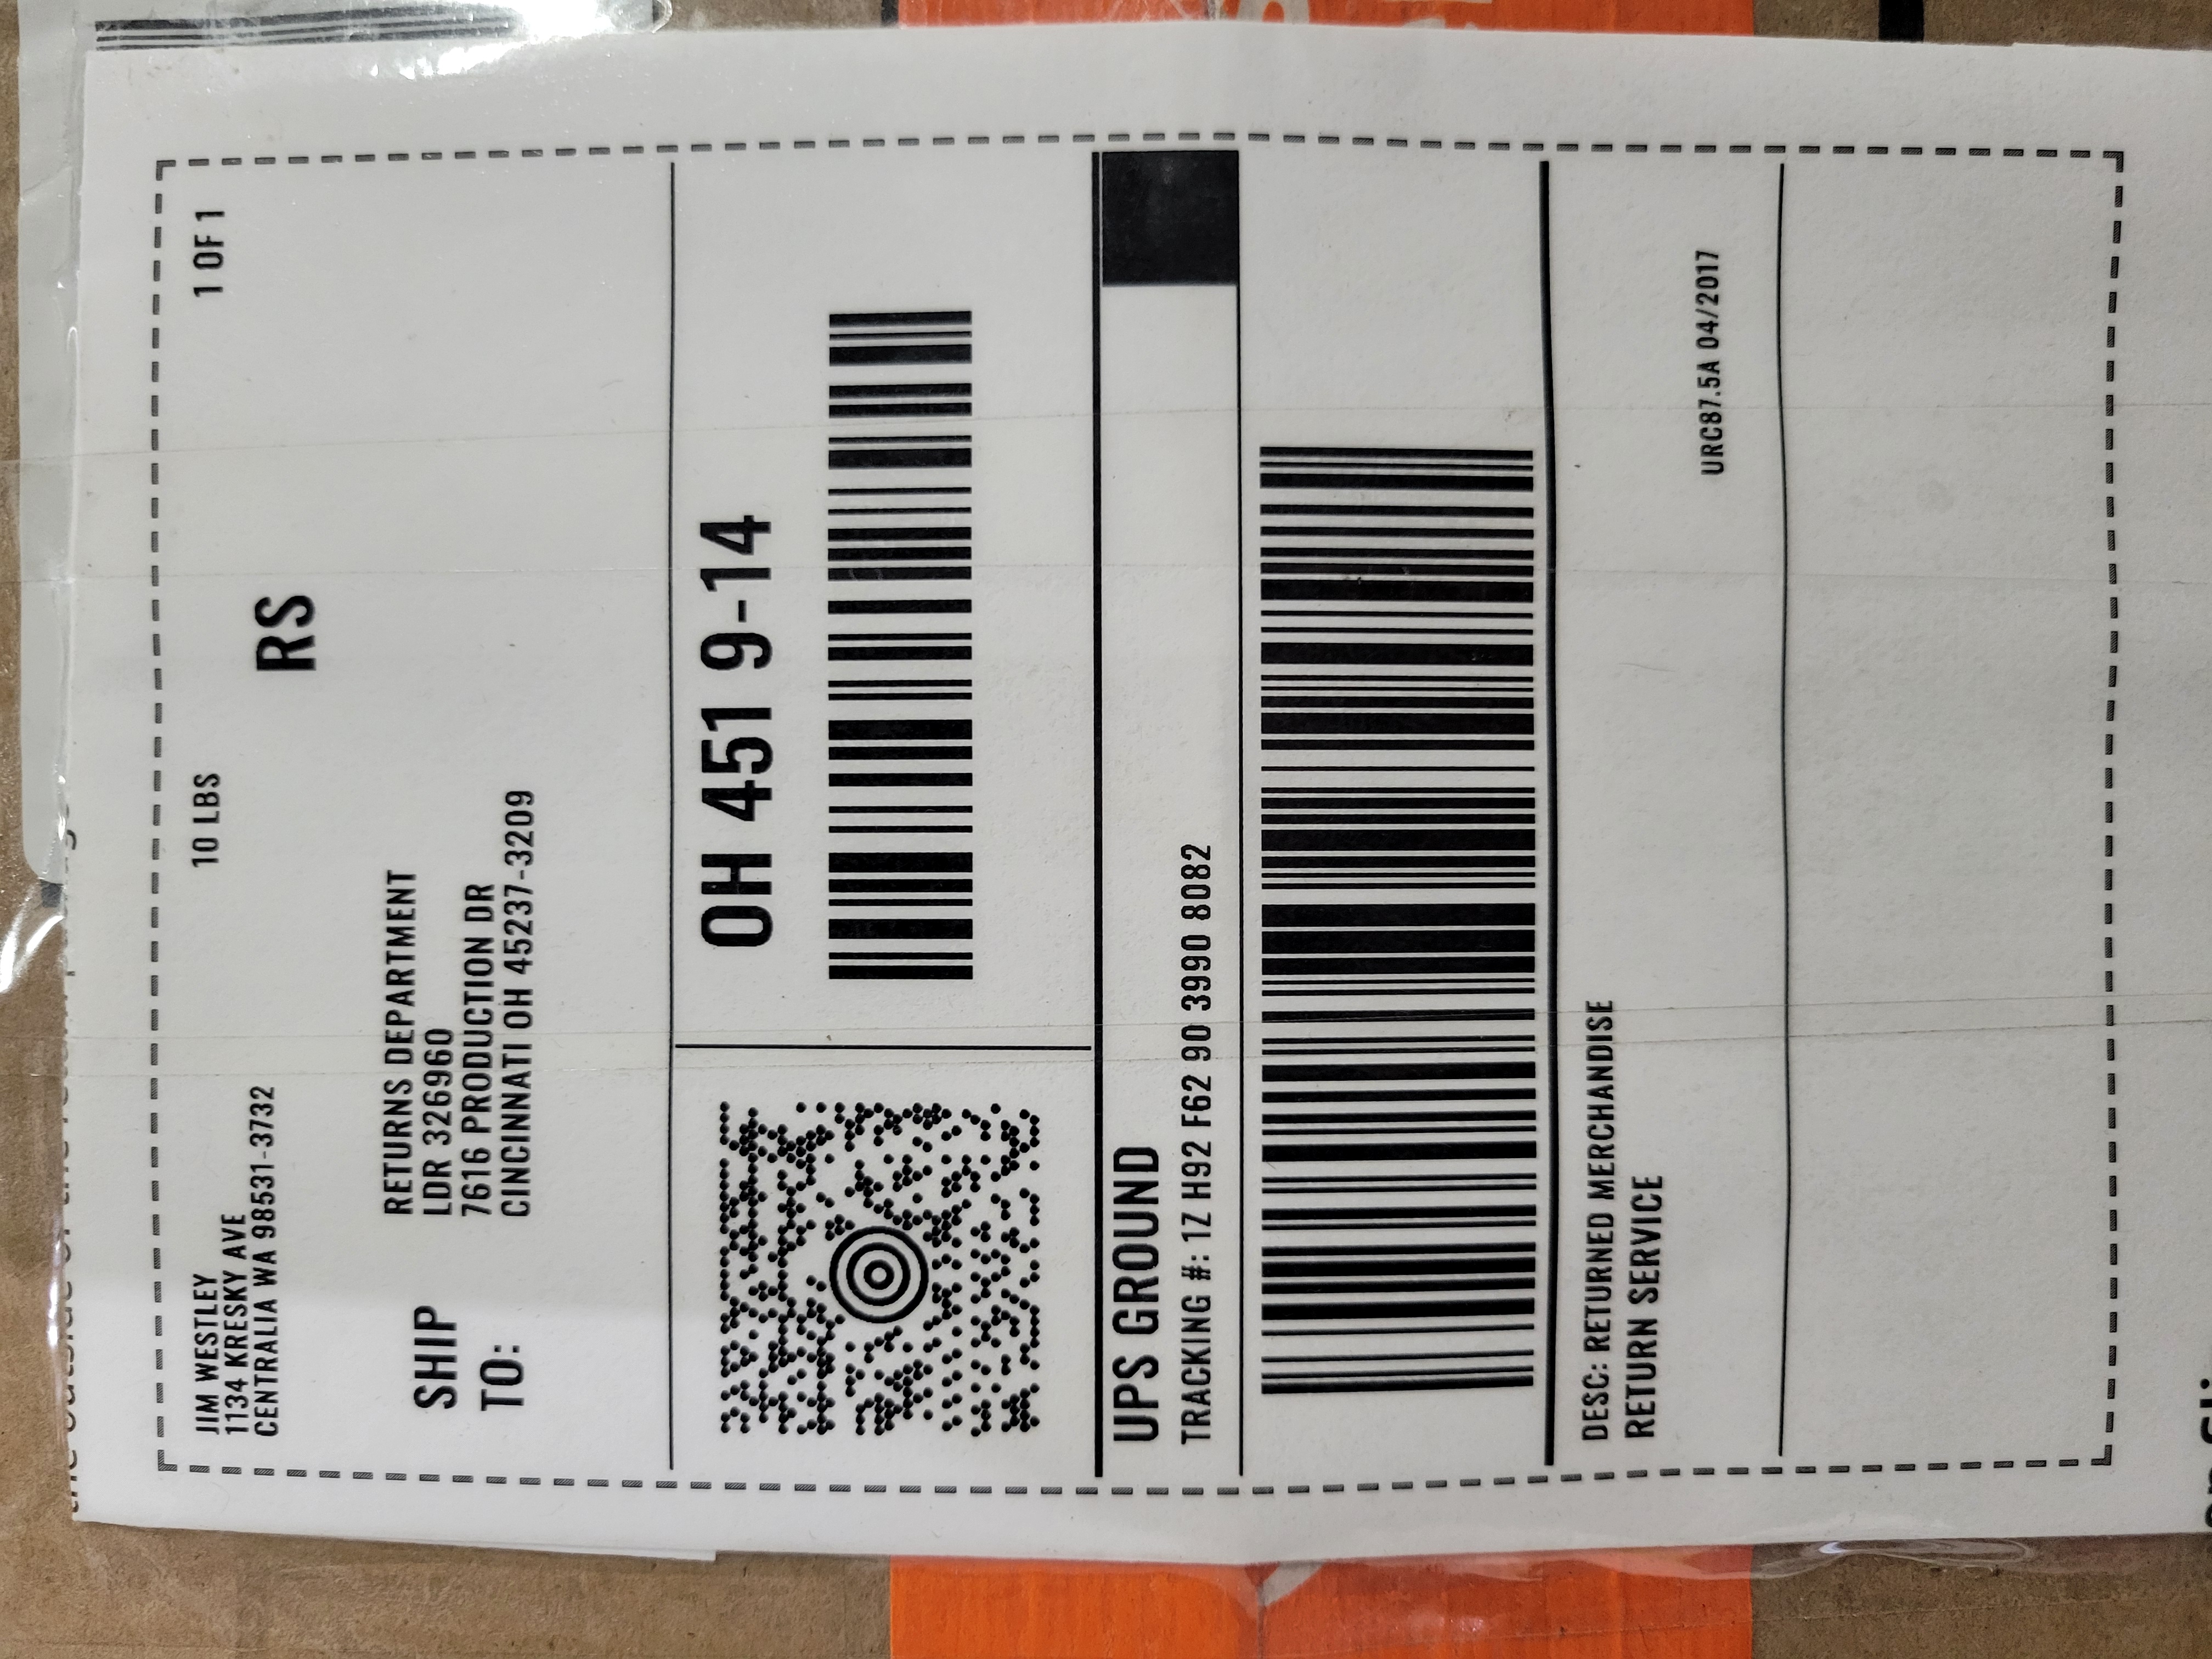 JIM WESTLEY
1134 KRESKY AVE
CENTRALIA WA 98531-3732
10 LBS
1 OF 1
RS
SHIP
TO:
RETURNS DEPARTMENT
LDR 326960
7616 PRODUCTION DR
CINCINNATI OH 45237-3209
OH 451 9-14
UPS GROUND
TRACKING #: 1Z H92 F62 90 3990 8082
DESC: RETURNED MERCHANDISE
RETURN SERVICE
URC87.5A 04/2017